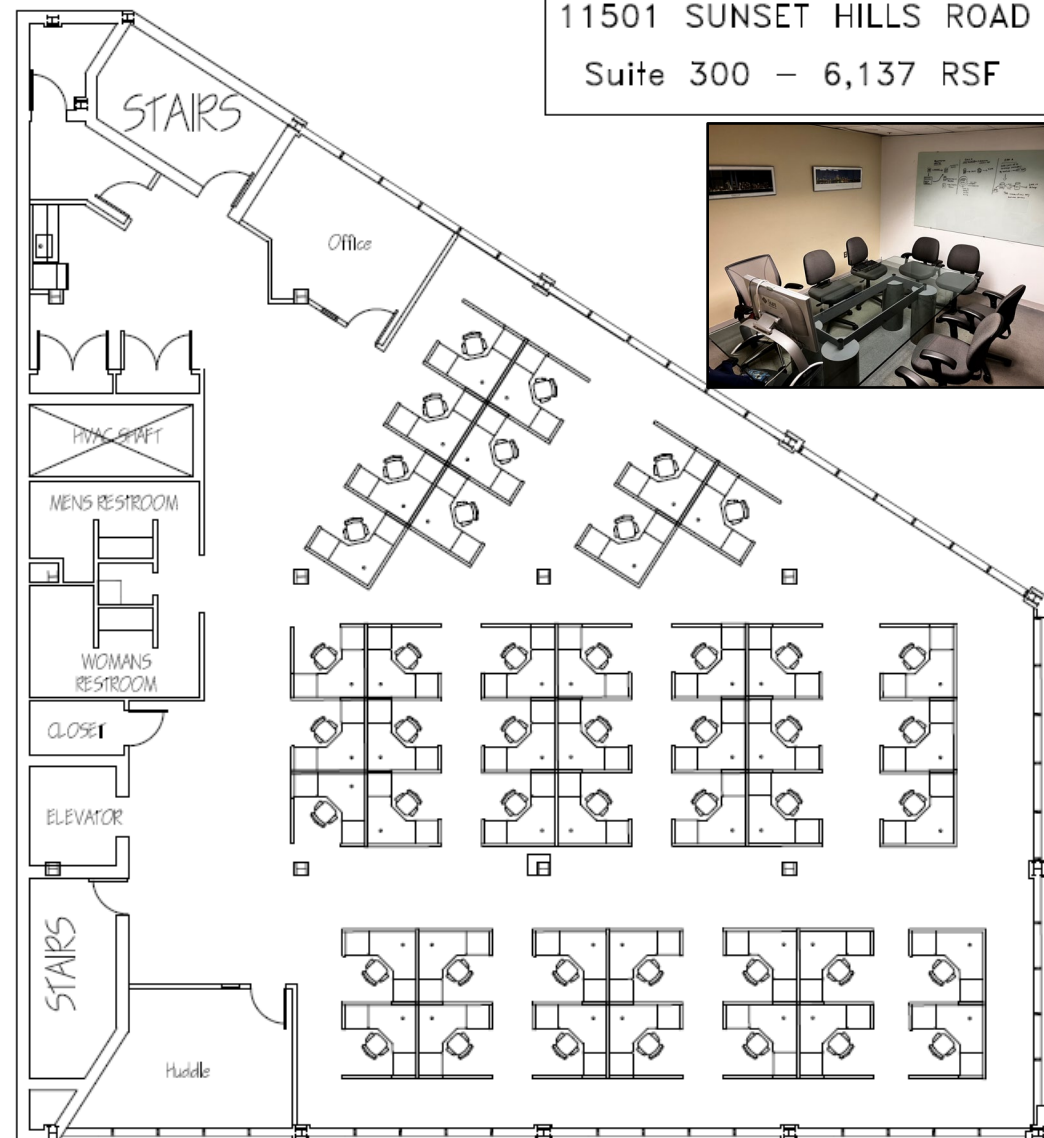 11501 SUNSET HILLS ROAD
Suite 300 – 6,137 RSF
STAIRS
Office
HVAC SHAFT
MENS RESTROOM
WOMANS
RESTROOM
CLOSET
ELEVATOR
STAIRS
Huddle